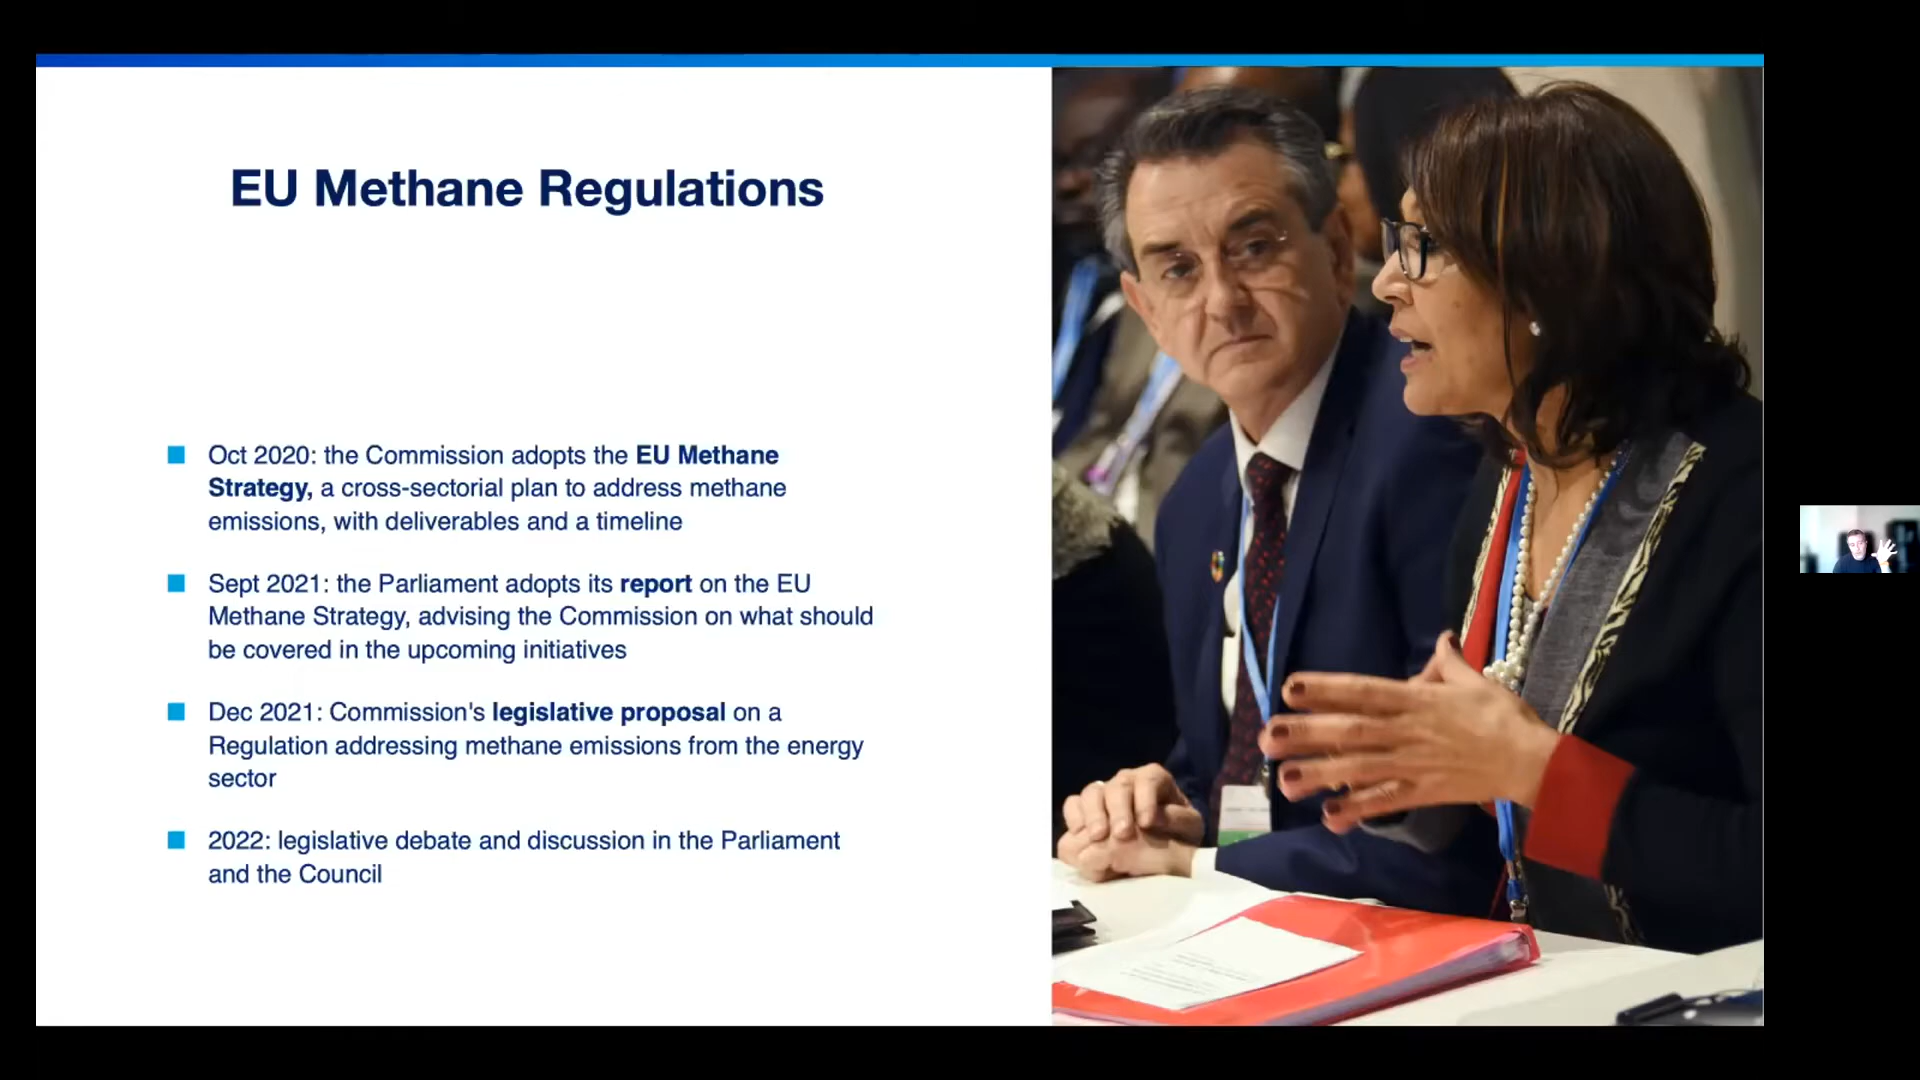 EU Methane Regulations
Oct 2020: the Commission adopts the EU Methane
Strategy, a cross-sectorial plan to address methane
emissions, with deliverables and a timeline
Sept 2021: the Parliament adopts its report on the EU
Methane Strategy, advising the Commission on what should
be covered in the upcoming initiatives
Dec 2021: Commission's legislative proposal on a
Regulation addressing methane emissions from the energy
sector
2022: legislative debate and discussion in the Parliament
and the Council